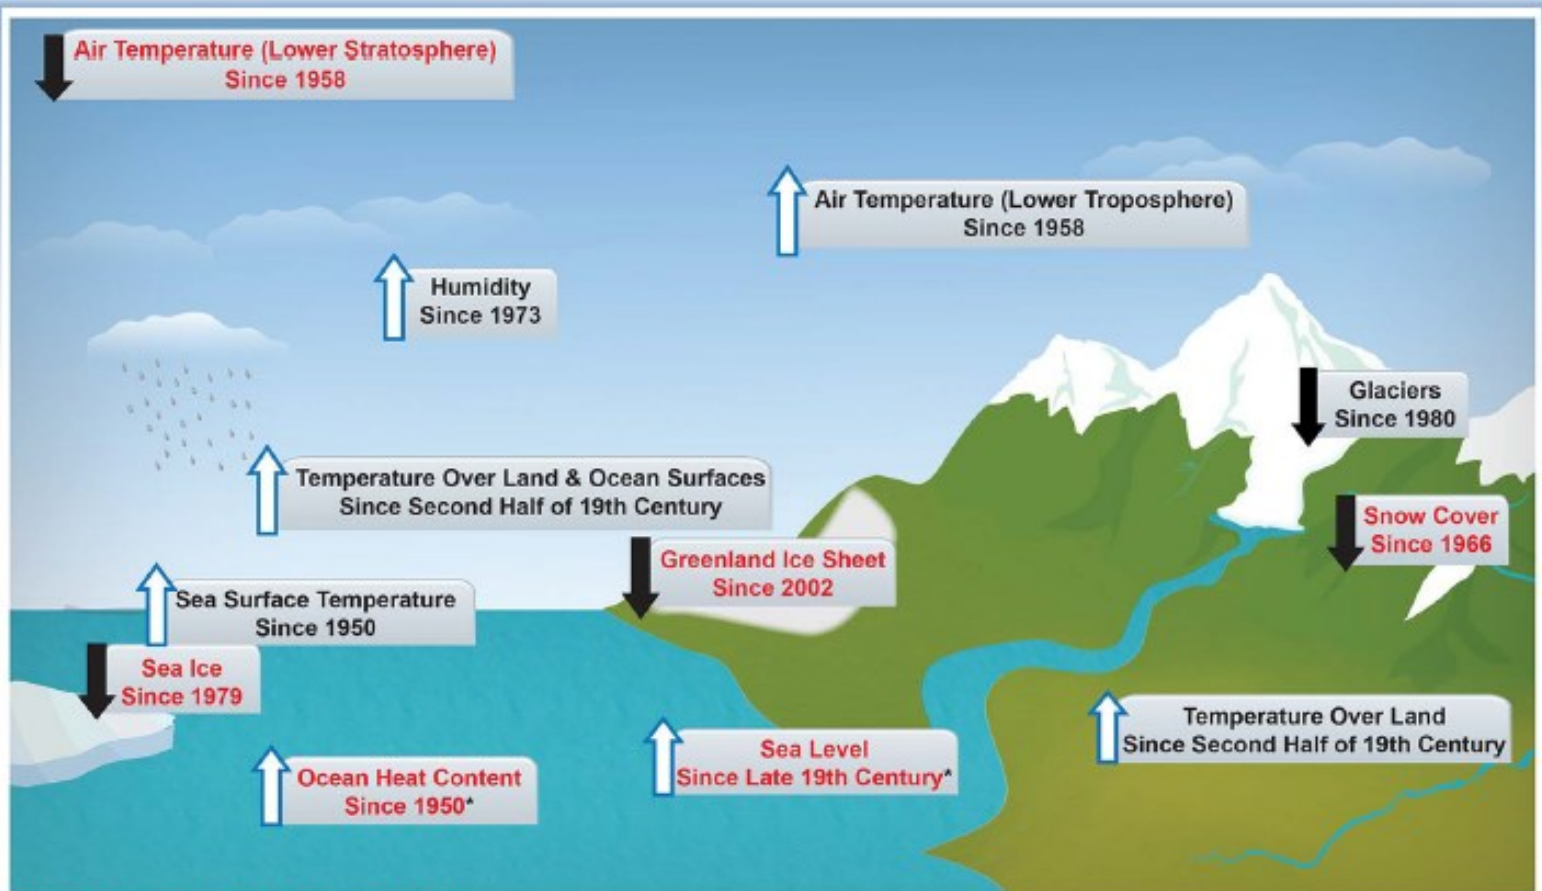 Air Temperature (Lower Stratosphere)
Since 1958
Air Temperature (Lower Troposphere)
Since 1958
Humidity
Since 1973
Glaciers
Since 1980
Temperature Over Land & Ocean Surfaces
Since Second Half of 19th Century
Snow Cover
Since 1966
Greenland Ice Sheet
Since 2002
Sea Surface Temperature
Since 1950
Sea Ice
Since 1979
Temperature Over Land
Since Second Half of 19th Century
Sea Level
Since Late 19th Century*
Ocean Heat Content
Since 1950*